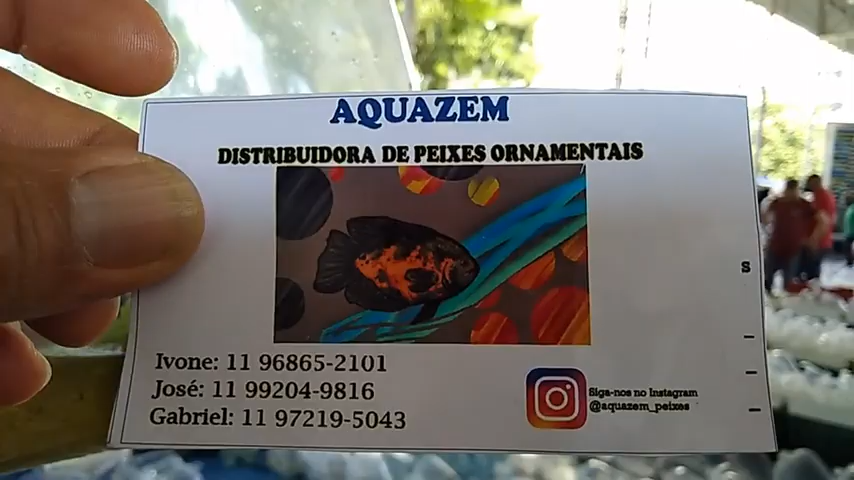 AQUAZEM
DISTRIBUIDORA DE PEIXES ORNAMENTAIS
S
Ivone: 11 96865-2101
José: 11 99204-9816
Gabriel: 11 97219-5043
Siga-nos no Instagram
@aquazem_peixes